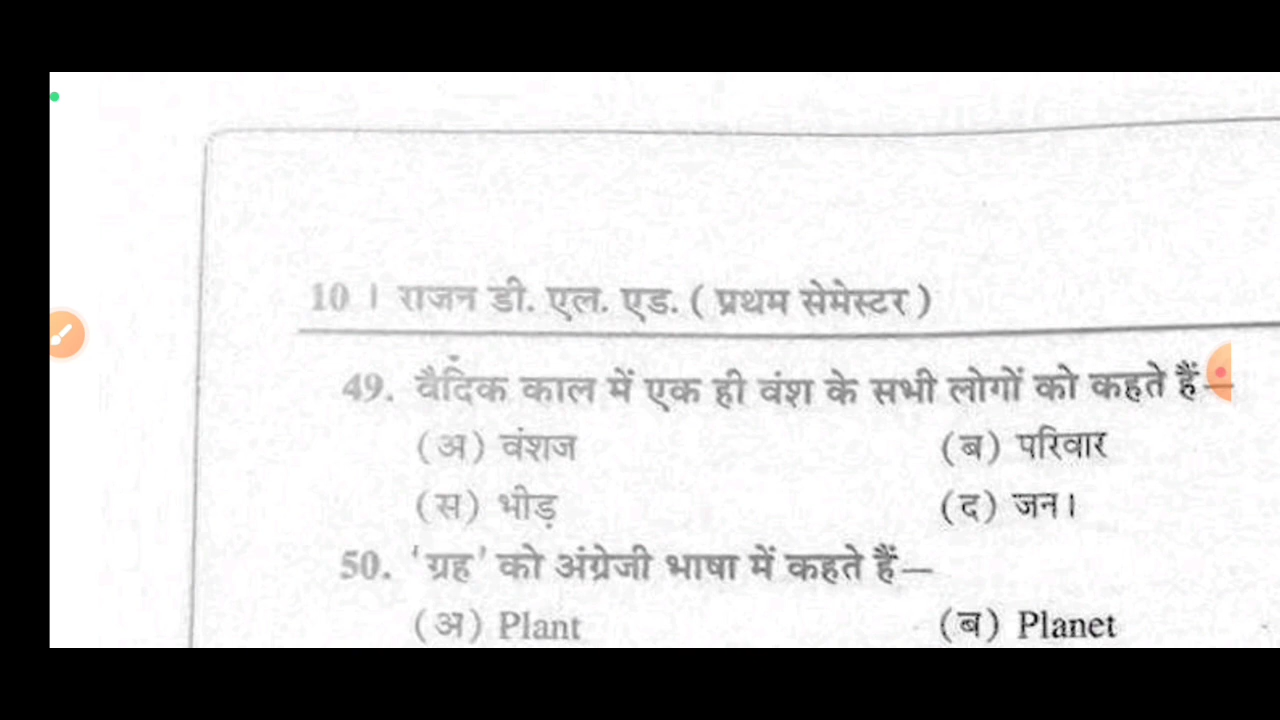 10 । राजन डी. एल. एड. ( प्रथम सेमेस्टर )
49. वैदिक काल में एक ही वंश के सभी लोगों को कहते हैं—
(अ) वंशज (ब) परिवार
(स) भीड़ (द) जन।
50. 'ग्रह' को अंग्रेजी भाषा में कहते हैं—
(अ) Plant (ब) Planet